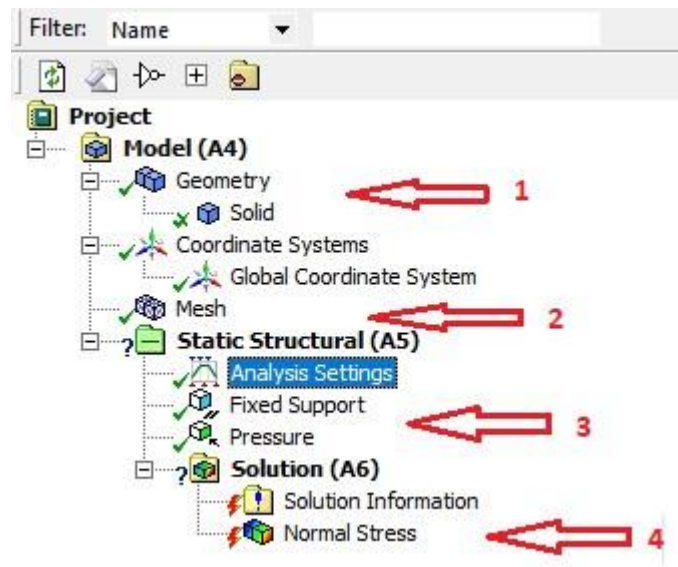 Filter: Name
Project
Model (A4)
Geometry
1
Solid
Coordinate Systems
Global Coordinate System
Mesh
2
Static Structural (A5)
Analysis Settings
Fixed Support
3
Pressure
Solution (A6)
Solution Information
Normal Stress
4